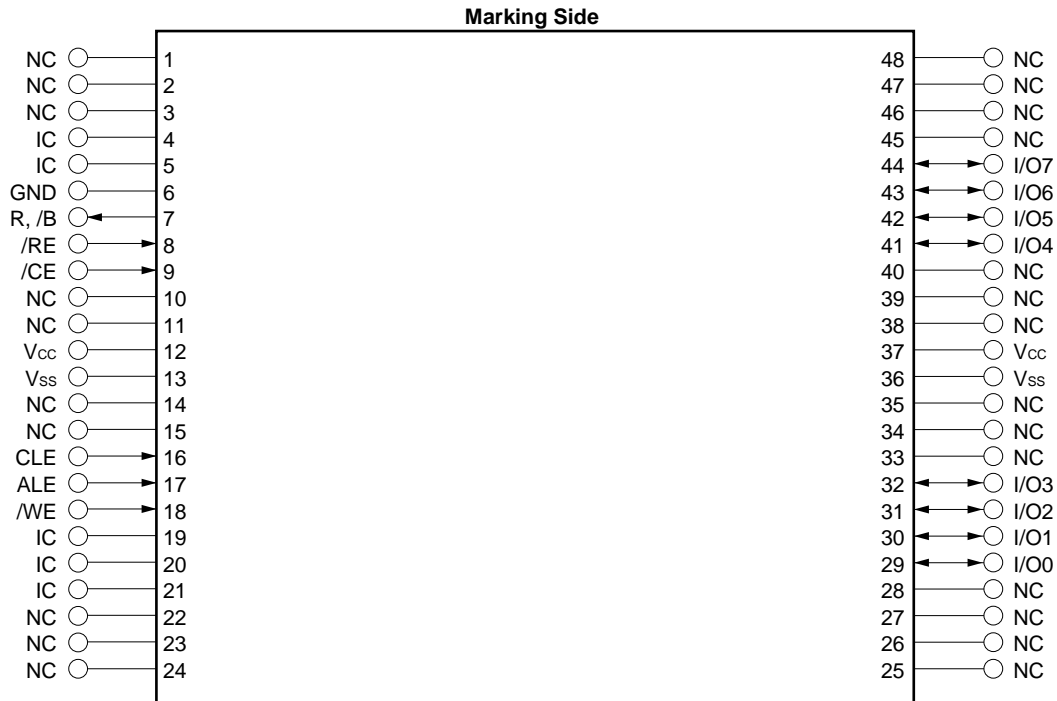 Marking Side
NC 1 48 NC
NC 2 47 NC
NC 3 46 NC
IC 4 45 NC
IC 5 44 I/O7
GND 6 43 I/O6
R, /B 7 42 I/O5
/RE 8 41 I/O4
/CE 9 40 NC
NC 10 39 NC
NC 11 38 NC
Vcc 12 37 Vcc
Vss 13 36 Vss
NC 14 35 NC
NC 15 34 NC
CLE 16 33 NC
ALE 17 32 I/O3
/WE 18 31 I/O2
IC 19 30 I/O1
IC 20 29 I/O0
IC 21 28 NC
NC 22 27 NC
NC 23 26 NC
NC 24 25 NC